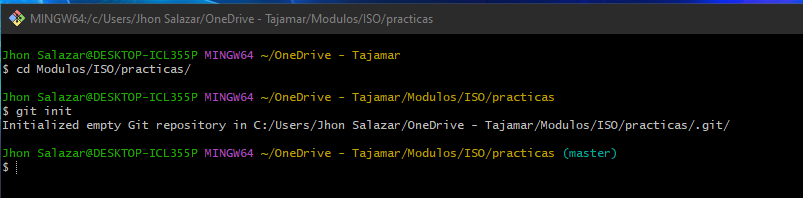 MINGW64:/c/Users/Jhon Salazar/OneDrive - Tajamar/Modulos/ISO/practicas
Jhon Salazar@DESKTOP-ICL355P MINGW64 ~/OneDrive - Tajamar
$ cd Modulos/ISO/practicas/
Jhon Salazar@DESKTOP-ICL355P MINGW64 ~/OneDrive - Tajamar/Modulos/ISO/practicas
$ git init
Initialized empty Git repository in C:/Users/Jhon Salazar/OneDrive - Tajamar/Modulos/ISO/practicas/.git/
Jhon Salazar@DESKTOP-ICL355P MINGW64 ~/OneDrive - Tajamar/Modulos/ISO/practicas (master)
$